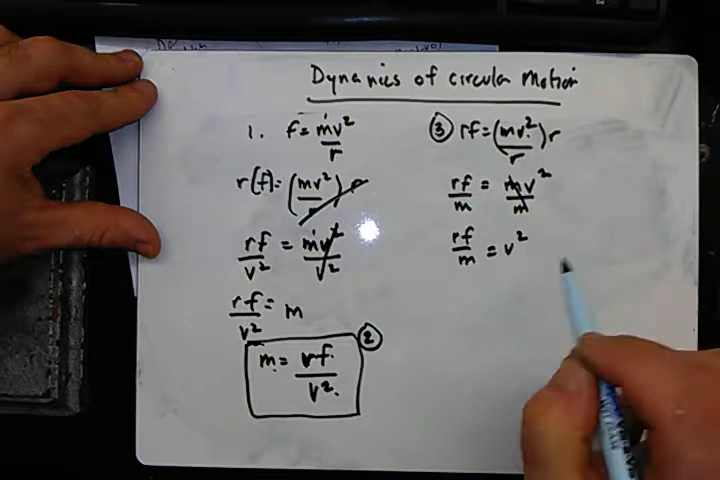 Dynamics of circular Motion
1. f = mv²/r
r(f) = (mv²/r) r
rf/v² = mv²/v²
rf/v² = m
m = rf/v²
②
③ rf = (mv²/r) r
rf/m = mv²/m
rf/m = v²